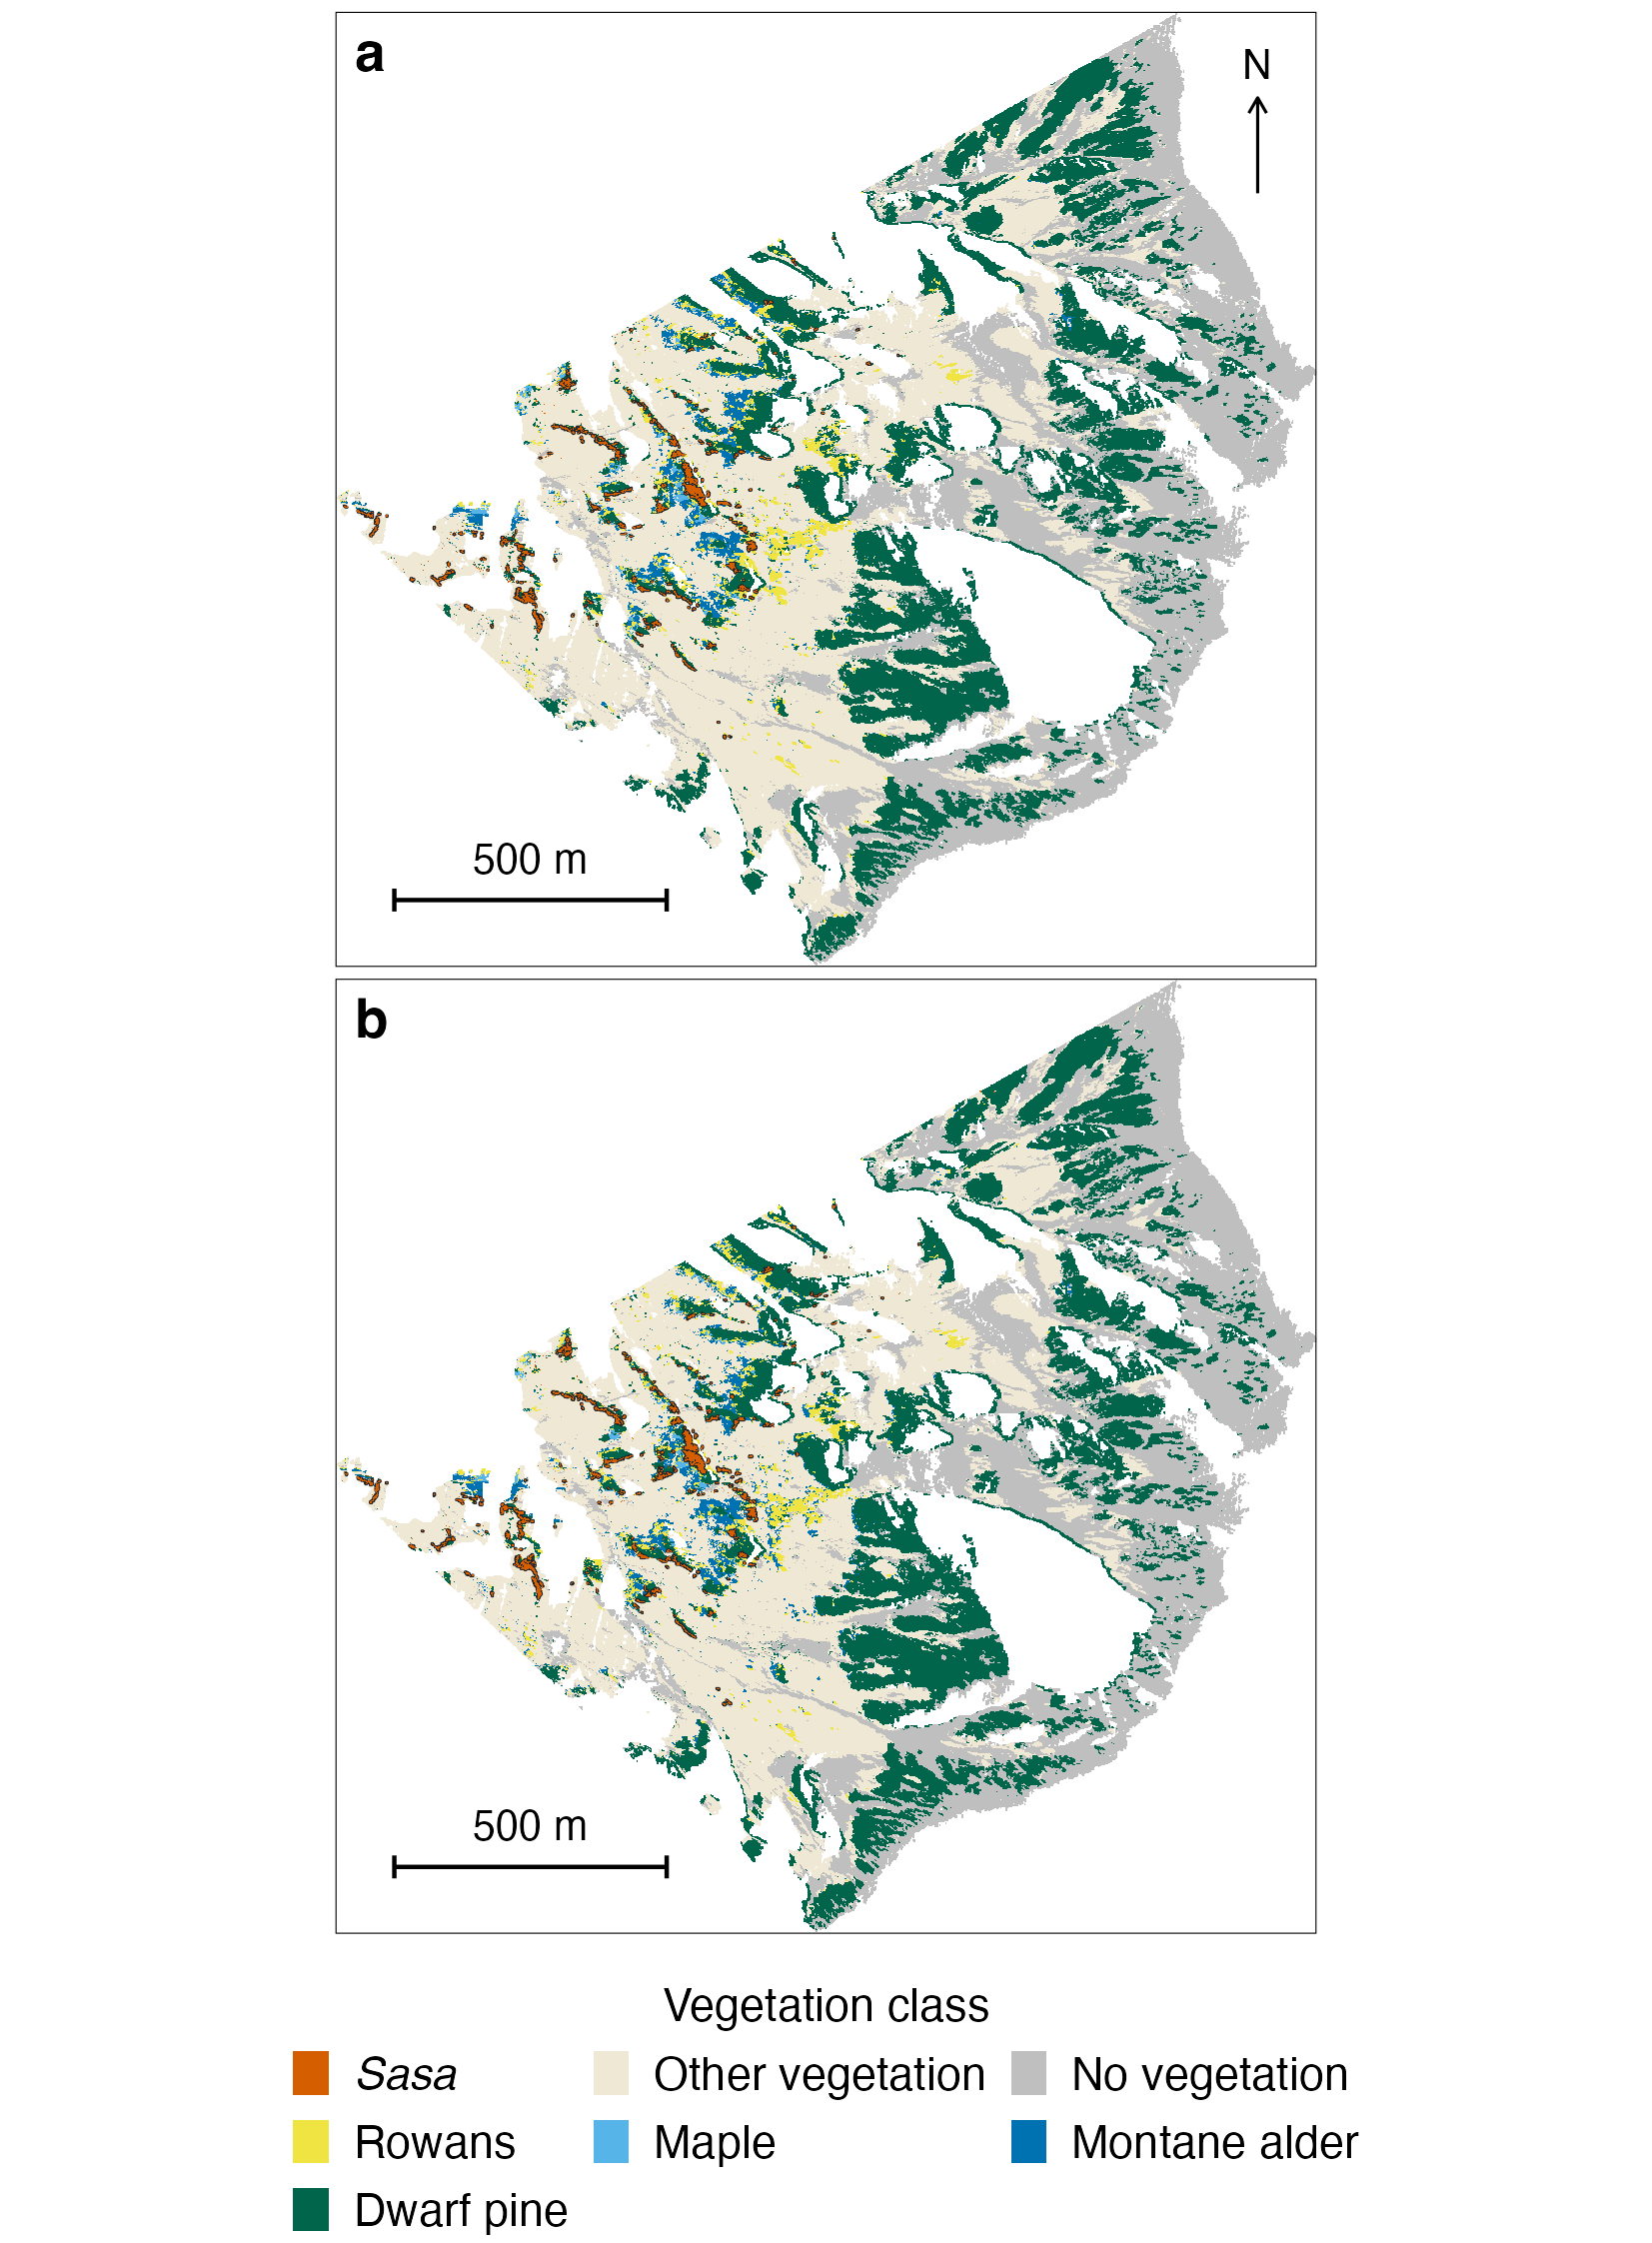 a
N
500 m
b
500 m
Vegetation class
Sasa
Other vegetation
No vegetation
Rowans
Maple
Montane alder
Dwarf pine